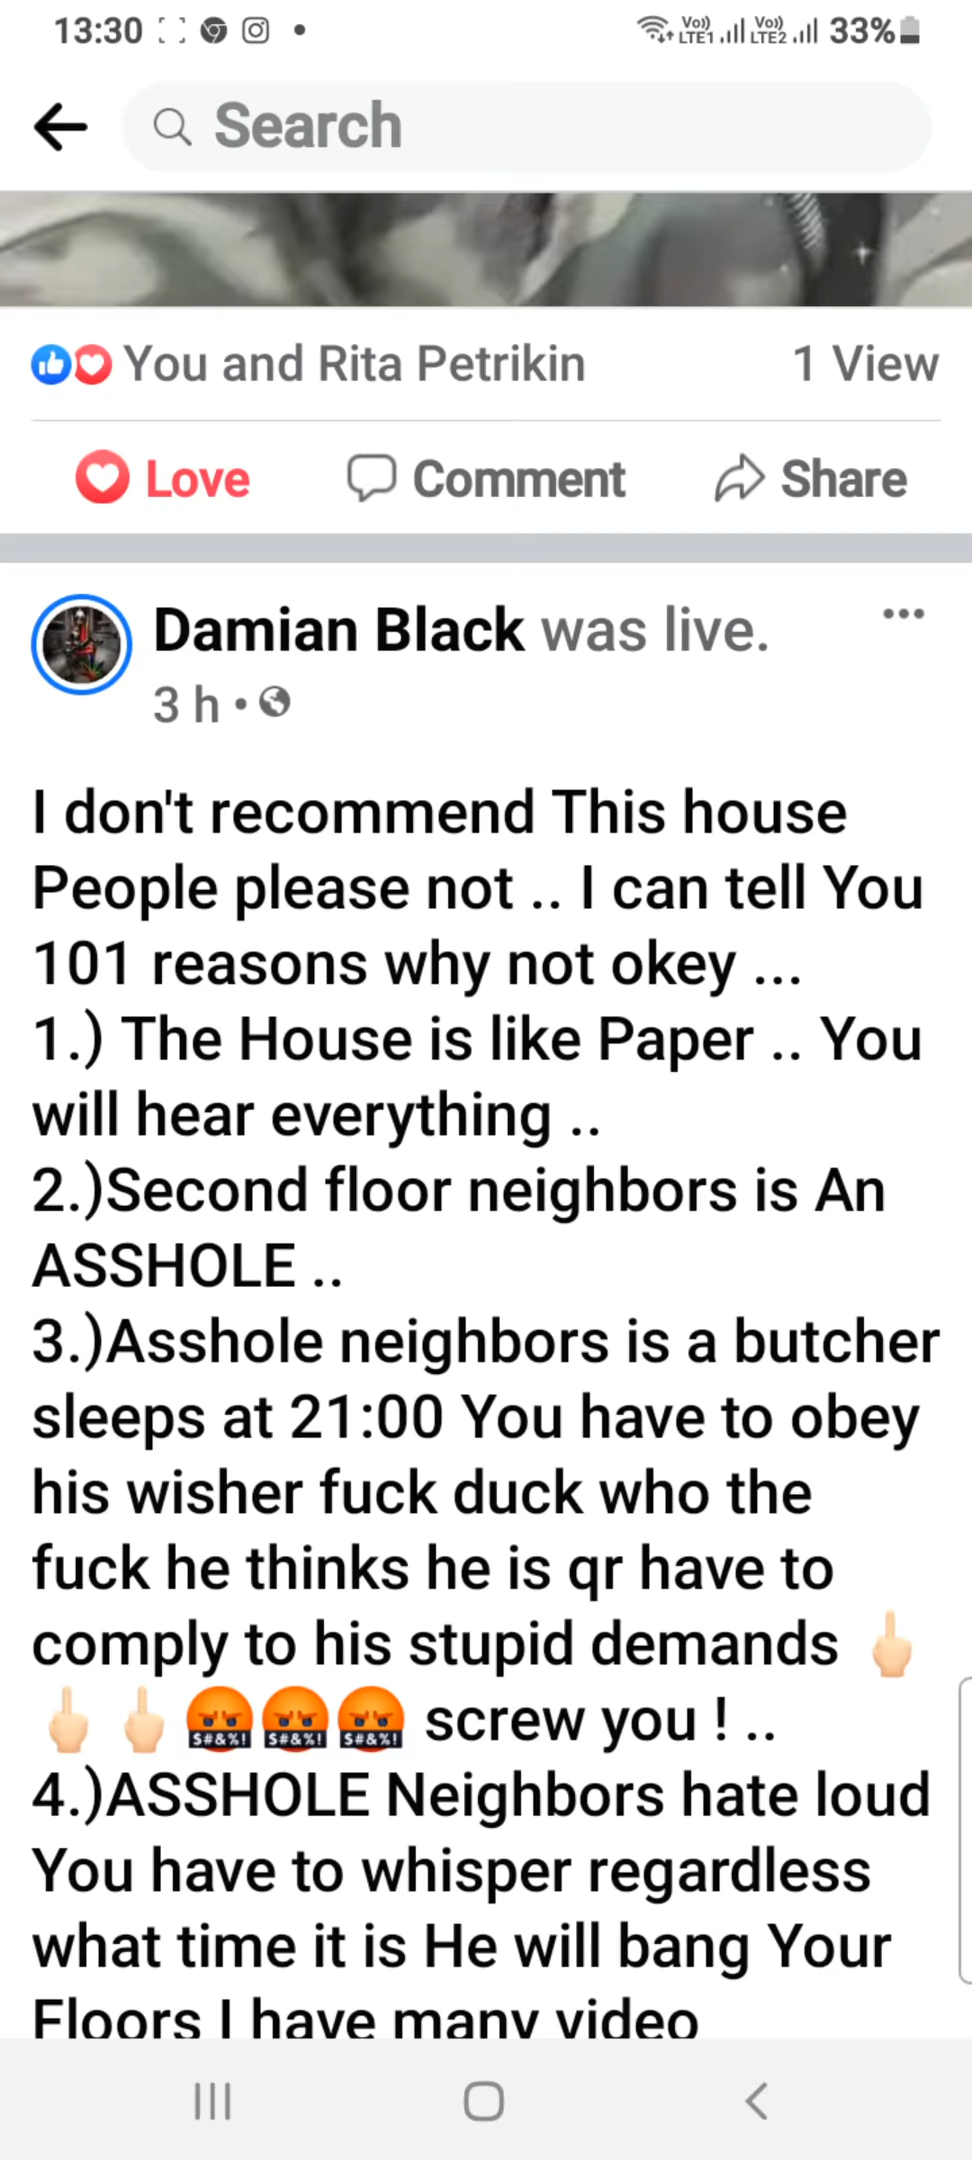 13:30
Vo)) LTE1 Vo)) LTE2 33%
Search
You and Rita Petrikin 1 View
Love Comment Share
Damian Black was live.
3 h •
I don't recommend This house
People please not .. I can tell You
101 reasons why not okey ...
1.) The House is like Paper .. You
will hear everything ..
2.)Second floor neighbors is An
ASSHOLE ..
3.)Asshole neighbors is a butcher
sleeps at 21:00 You have to obey
his wisher fuck duck who the
fuck he thinks he is qr have to
comply to his stupid demands 🖕🏻
🖕🏻 🖕🏻 🤬 🤬 🤬 screw you ! ..
4.)ASSHOLE Neighbors hate loud
You have to whisper regardless
what time it is He will bang Your
Floors I have many video